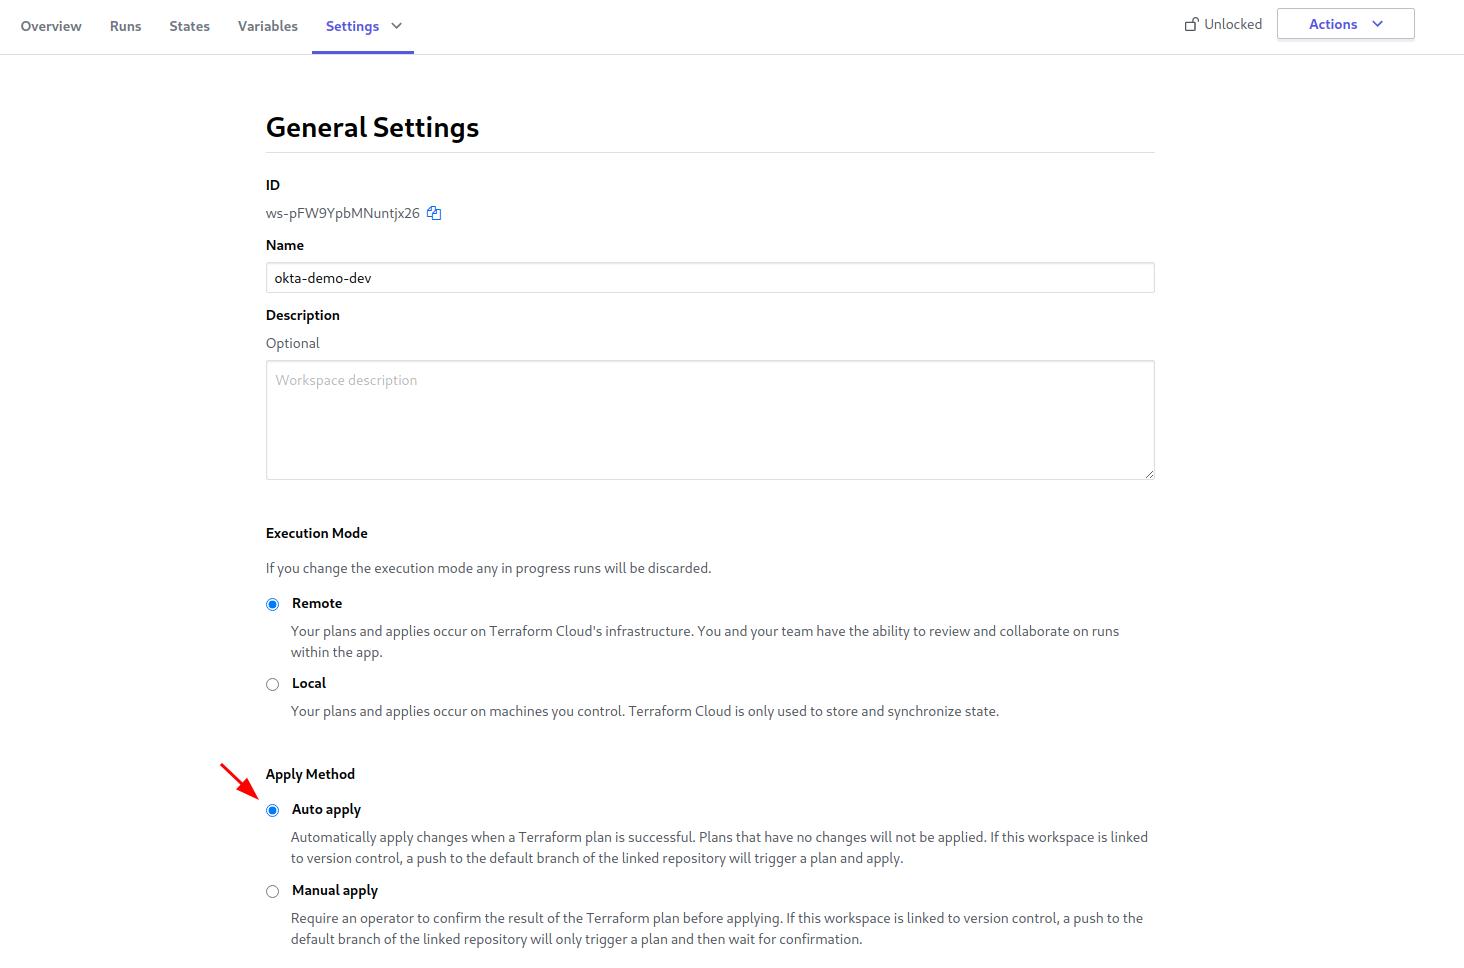 Overview Runs States Variables Settings Unlocked Actions
General Settings
ID
ws-pFW9YpbMNuntjx26
Name
okta-demo-dev
Description
Optional
Workspace description
Execution Mode
If you change the execution mode any in progress runs will be discarded.
Remote
Your plans and applies occur on Terraform Cloud's infrastructure. You and your team have the ability to review and collaborate on runs
within the app.
Local
Your plans and applies occur on machines you control. Terraform Cloud is only used to store and synchronize state.
Apply Method
Auto apply
Automatically apply changes when a Terraform plan is successful. Plans that have no changes will not be applied. If this workspace is linked
to version control, a push to the default branch of the linked repository will trigger a plan and apply.
Manual apply
Require an operator to confirm the result of the Terraform plan before applying. If this workspace is linked to version control, a push to the
default branch of the linked repository will only trigger a plan and then wait for confirmation.